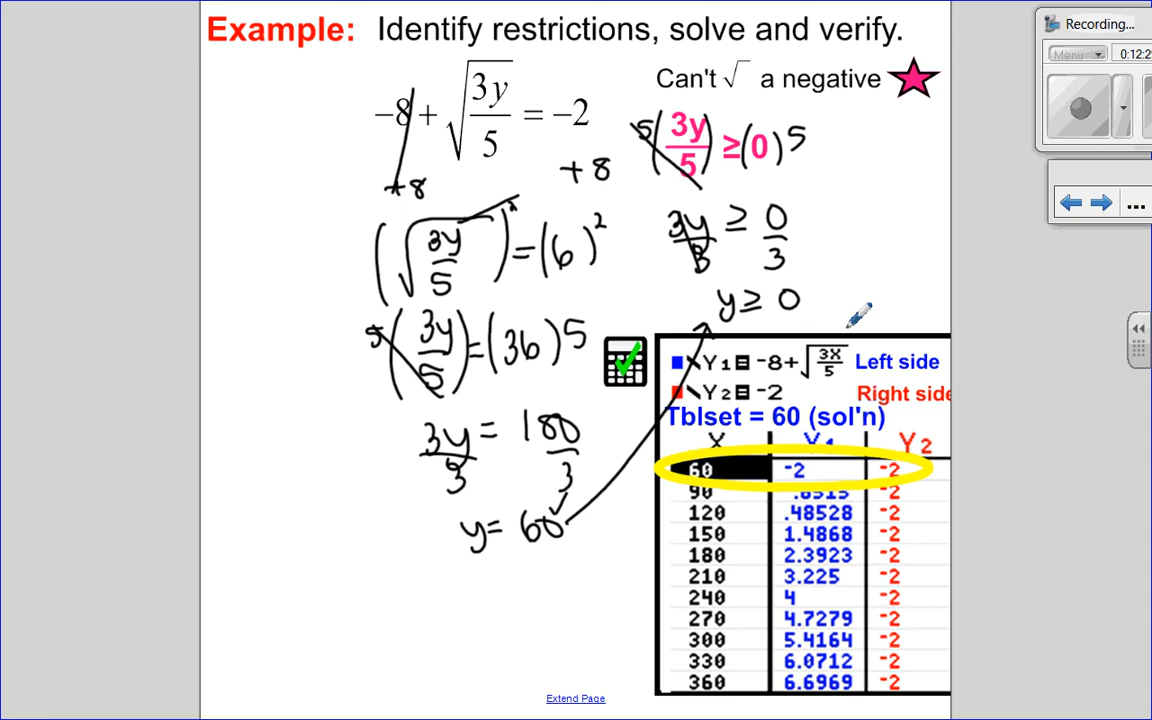 Example: Identify restrictions, solve and verify.
−8 + √(3y/5) = −2
+8 +8
(√(3y/5))² = (6)²
5(3y/5) = (36)5
3y/3 = 180/3
y = 60 ✓
Can't √ a negative
5(3y/5) ≥ (0)5
3y/3 ≥ 0/3
y ≥ 0
\Y1=-8+√(3X/5) Left side
\Y2=-2 Right side
Tblset = 60 (sol'n)
X Y1 Y2
60 -2 -2
90 -2
120 .48528 -2
150 1.4868 -2
180 2.3923 -2
210 3.225 -2
240 4 -2
270 4.7279 -2
300 5.4164 -2
330 6.0712 -2
360 6.6969 -2
Extend Page
Recording...
Menu 0:12:2
...